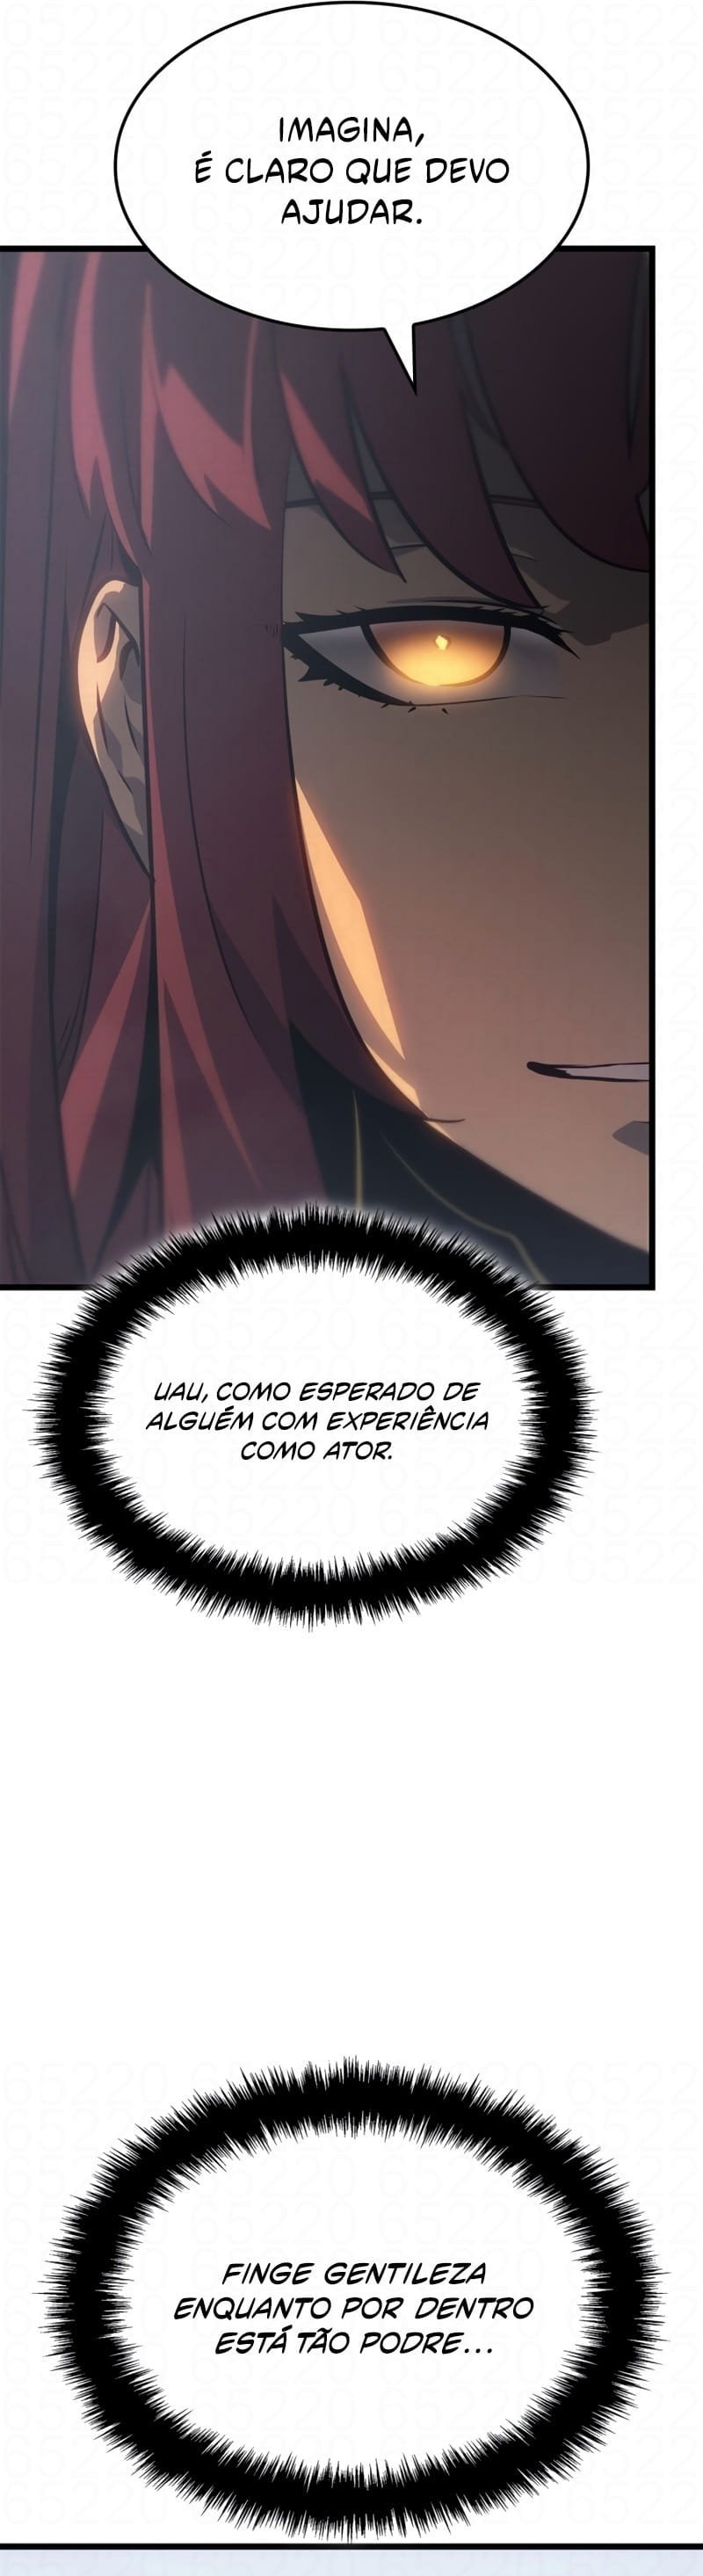 IMAGINA,
É CLARO QUE DEVO
AJUDAR.
UAU, COMO ESPERADO DE
ALGUÉM COM EXPERIÊNCIA
COMO ATOR.
FINGE GENTILEZA
ENQUANTO POR DENTRO
ESTÁ TÃO PODRE...